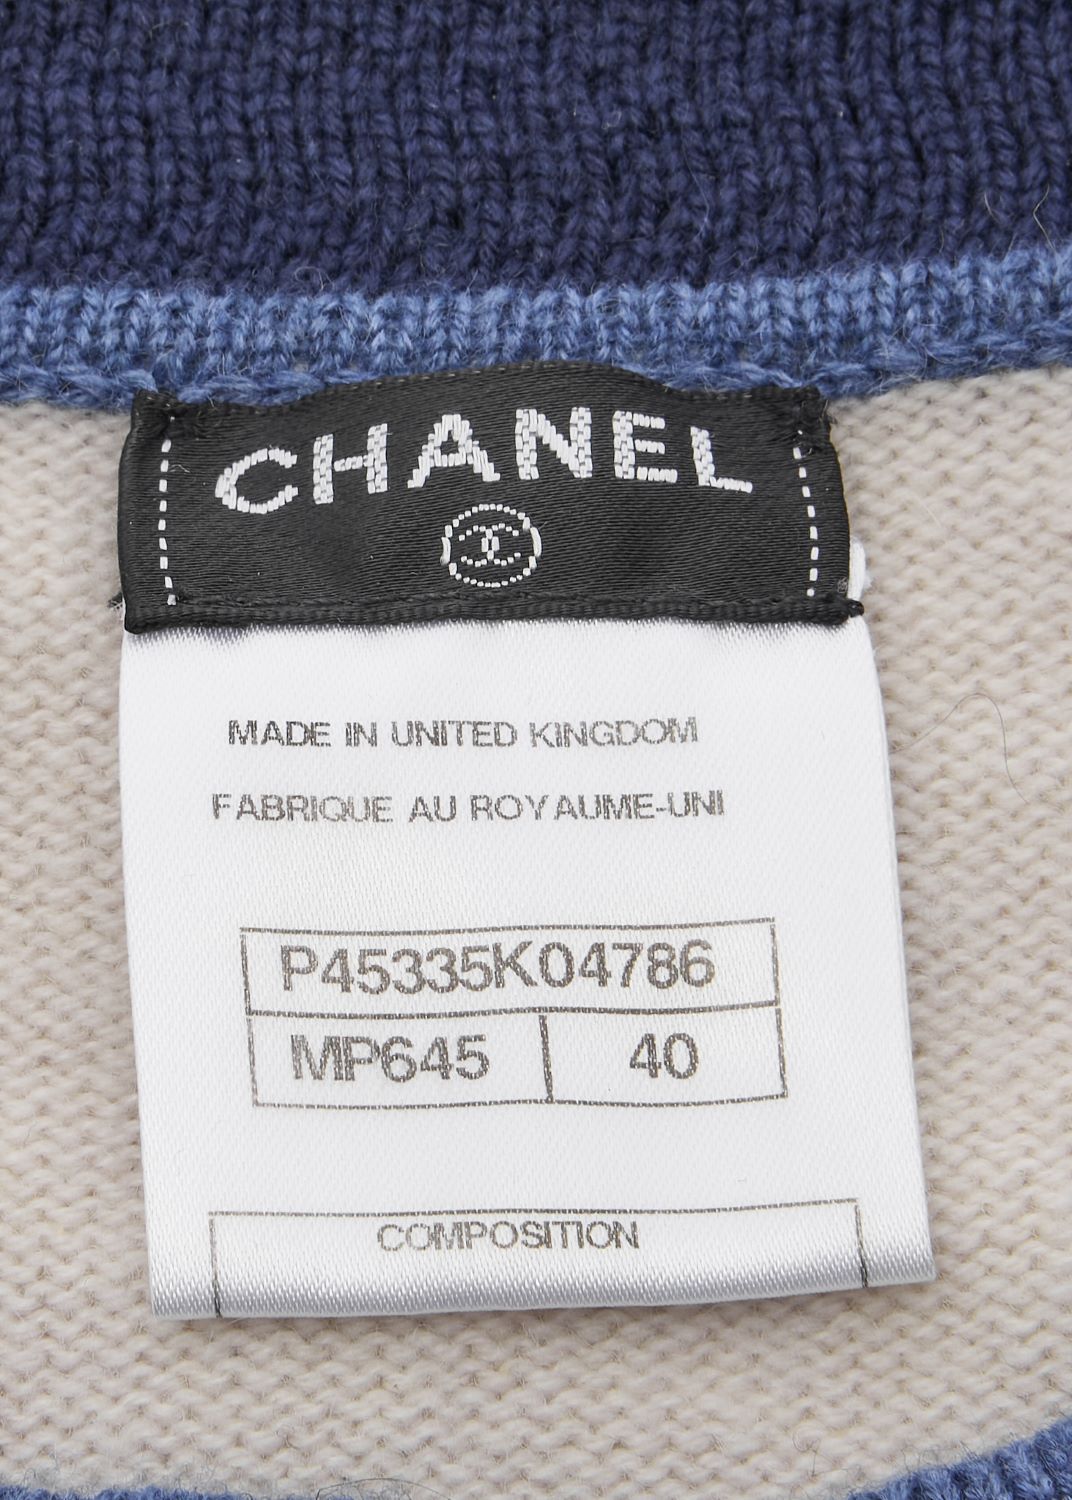 CHANEL
MADE IN UNITED KINGDOM
FABRIQUE AU ROYAUME-UNI
P45335K04786
MP645 40
COMPOSITION